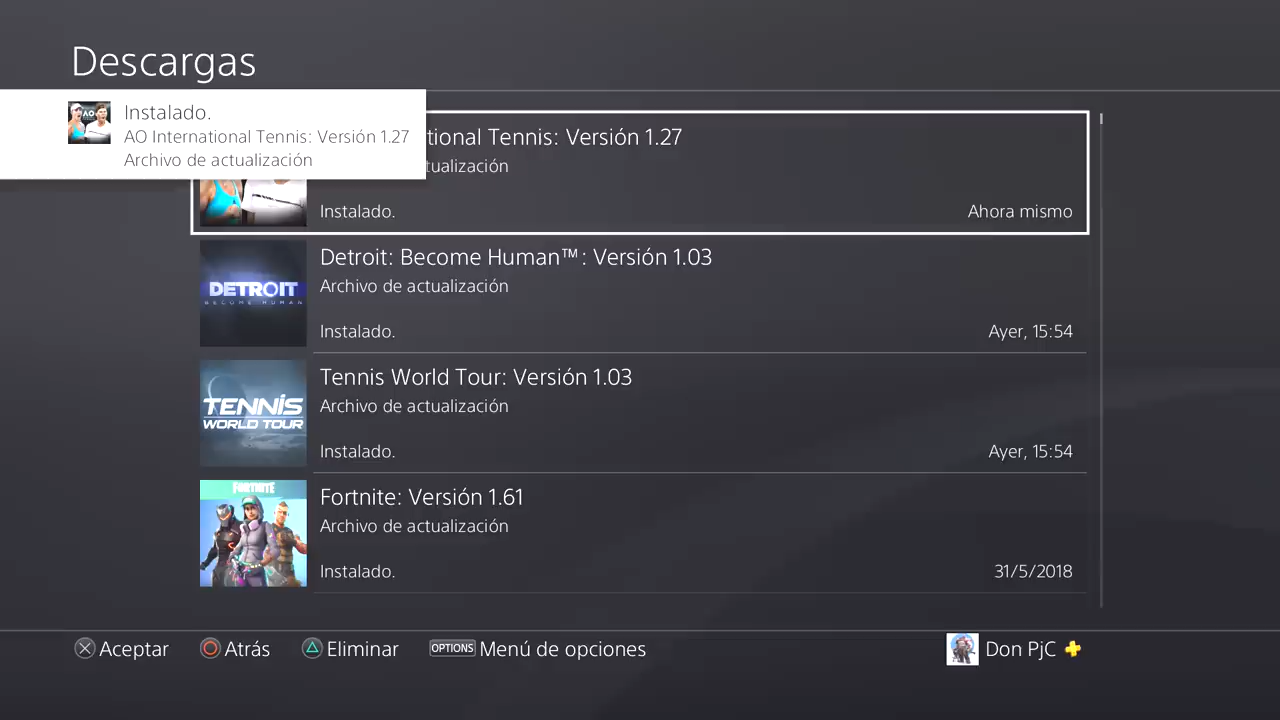 Descargas
Instalado.
AO International Tennis: Versión 1.27
Archivo de actualización
tional Tennis: Versión 1.27
tualización
Instalado.
Ahora mismo
DETROIT
BECOME HUMAN
Detroit: Become Human™: Versión 1.03
Archivo de actualización
Instalado.
Ayer, 15:54
TENNIS
WORLD TOUR
Tennis World Tour: Versión 1.03
Archivo de actualización
Instalado.
Ayer, 15:54
FORTNITE
Fortnite: Versión 1.61
Archivo de actualización
Instalado.
31/5/2018
Aceptar
Atrás
Eliminar
OPTIONS Menú de opciones
Don PjC